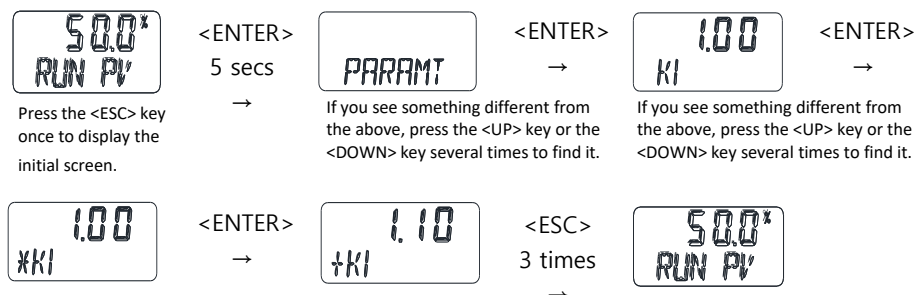 50.0%
RUN PV
Press the <ESC> key
once to display the
initial screen.
<ENTER>
5 secs
→
PARAMT
If you see something different from
the above, press the <UP> key or the
<DOWN> key several times to find it.
<ENTER>
→
1.00
KI
If you see something different from
the above, press the <UP> key or the
<DOWN> key several times to find it.
<ENTER>
→
1.00
*KI
<ENTER>
→
1.10
+KI
<ESC>
3 times
→
50.0%
RUN PV